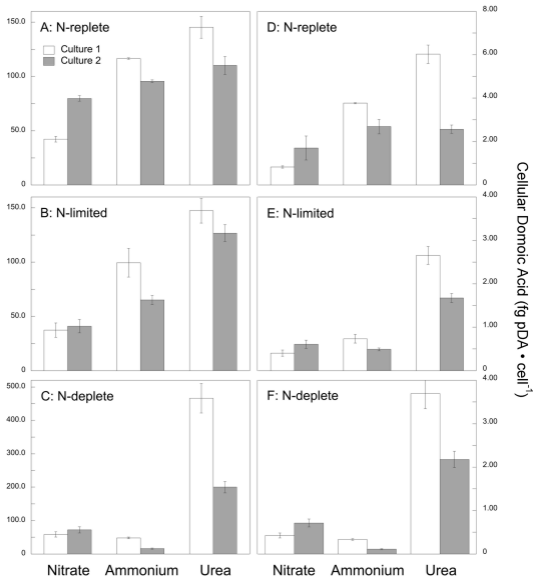 A: N-replete
Culture 1
Culture 2
150.0
100.0
50.0
0
D: N-replete
8.00
6.00
4.00
2.00
0
B: N-limited
150.0
100.0
50.0
0
E: N-limited
4.00
3.00
2.00
1.00
0
C: N-deplete
500.0
400.0
300.0
200.0
100.0
0.0
F: N-deplete
4.00
3.00
2.00
1.00
0
Nitrate Ammonium Urea
Nitrate Ammonium Urea
Cellular Domoic Acid (fg pDA • cell-1)